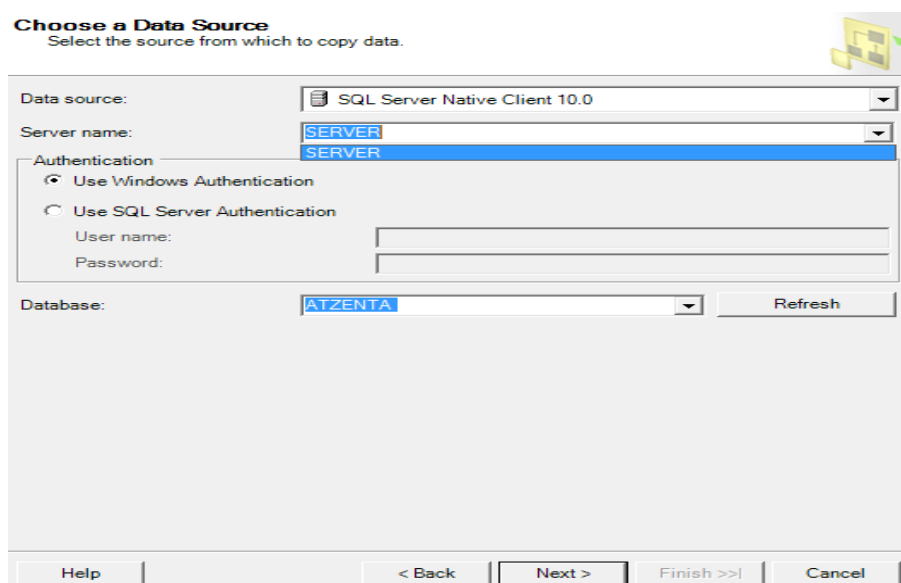 Choose a Data Source
Select the source from which to copy data.
Data source: SQL Server Native Client 10.0
Server name: SERVER
SERVER
Authentication
Use Windows Authentication
Use SQL Server Authentication
User name:
Password:
Database: ATZENTA Refresh
Help < Back Next > Finish >>| Cancel